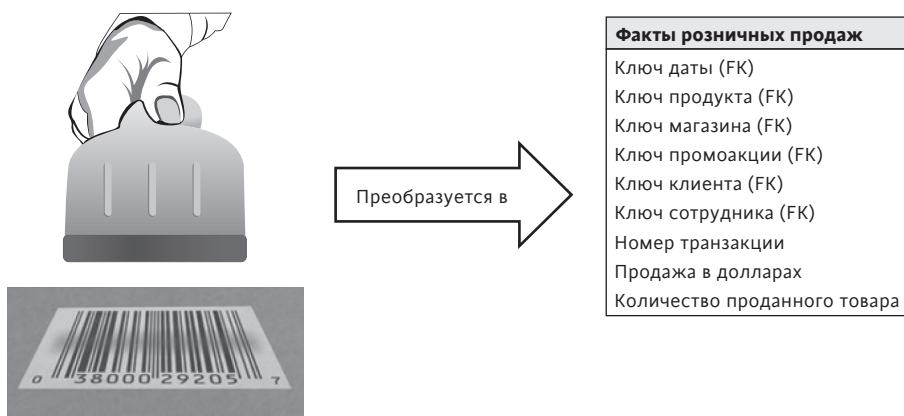 0 38000 29205 7
Преобразуется в
Факты розничных продаж
Ключ даты (FK)
Ключ продукта (FK)
Ключ магазина (FK)
Ключ промоакции (FK)
Ключ клиента (FK)
Ключ сотрудника (FK)
Номер транзакции
Продажа в долларах
Количество проданного товара